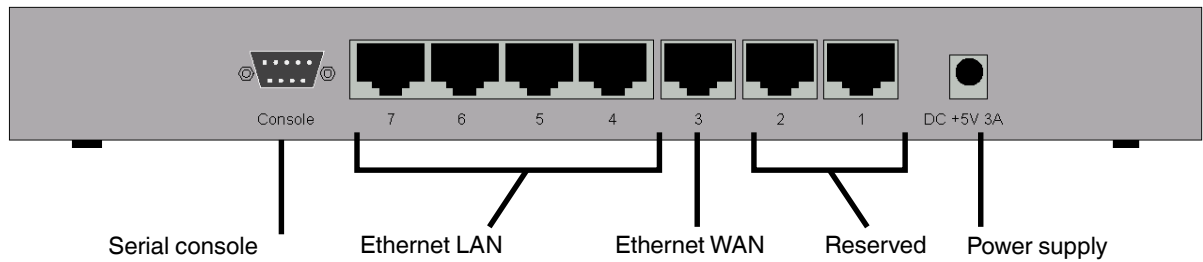 Console 7 6 5 4 3 2 1 DC +5V 3A
Serial console Ethernet LAN Ethernet WAN Reserved Power supply